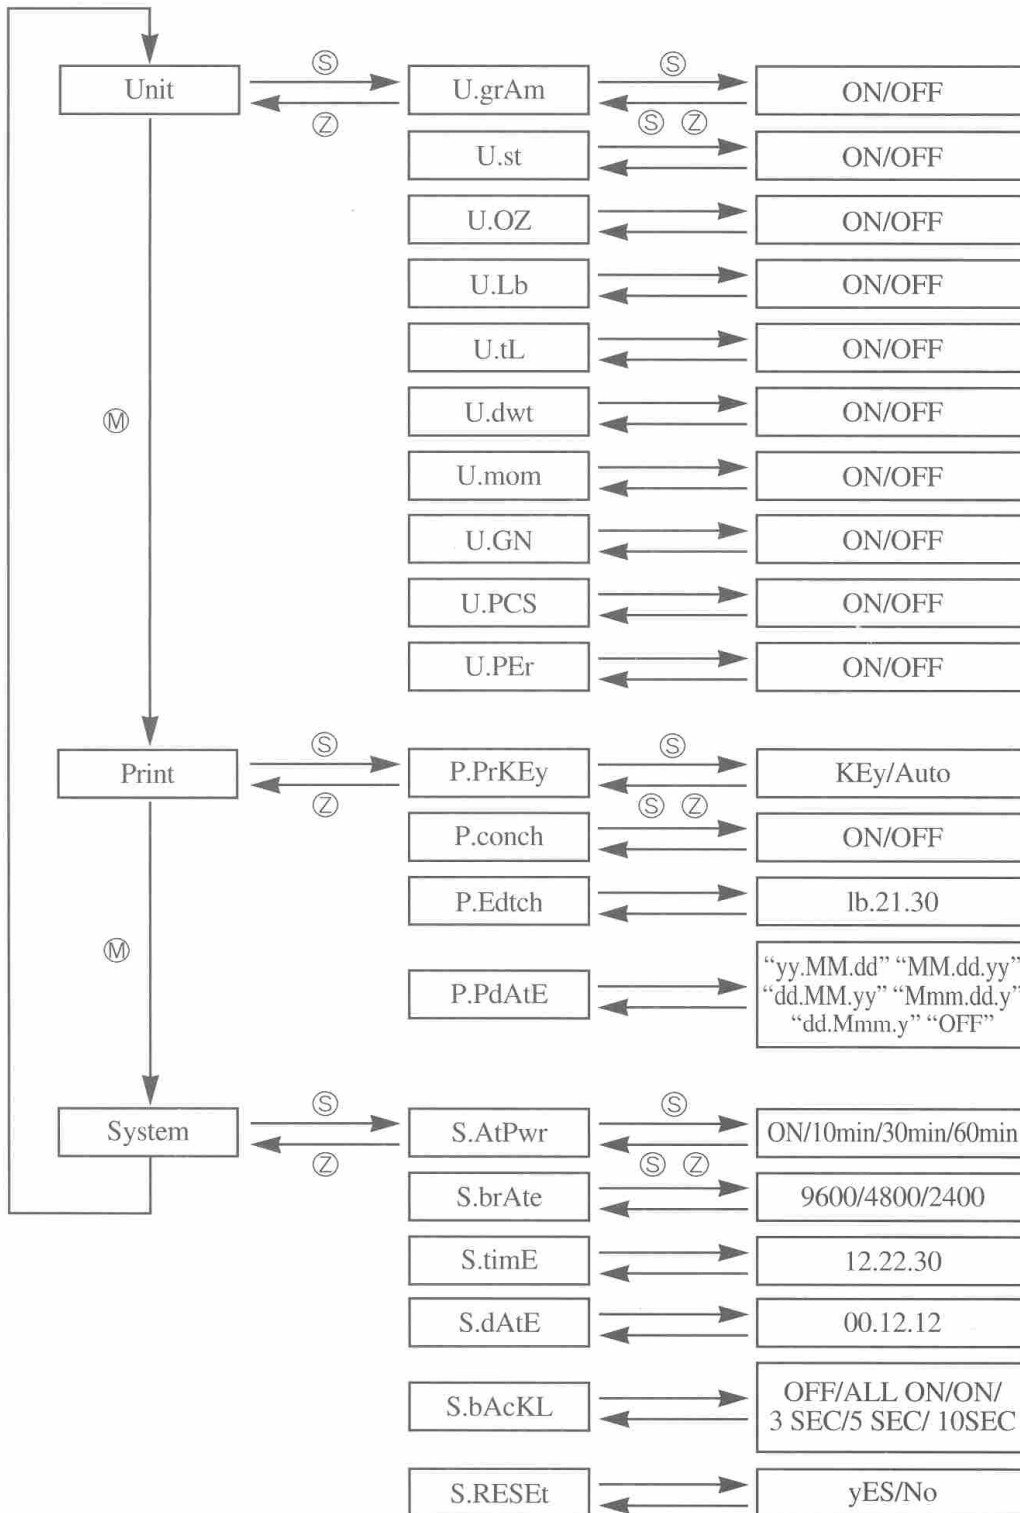 Ⓢ Ⓢ
Unit U.grAm ON/OFF
Ⓩ Ⓢ Ⓩ
U.st ON/OFF
U.OZ ON/OFF
U.Lb ON/OFF
U.tL ON/OFF
Ⓜ U.dwt ON/OFF
U.mom ON/OFF
U.GN ON/OFF
U.PCS ON/OFF
U.PEr ON/OFF
Ⓢ Ⓢ
Print P.PrKEy KEy/Auto
Ⓩ Ⓢ Ⓩ
P.conch ON/OFF
P.Edtch lb.21.30
Ⓜ
P.PdAtE “yy.MM.dd” “MM.dd.yy”
“dd.MM.yy” “Mmm.dd.y”
“dd.Mmm.y” “OFF”
Ⓢ Ⓢ
System S.AtPwr ON/10min/30min/60min
Ⓩ Ⓢ Ⓩ
S.brAte 9600/4800/2400
S.timE 12.22.30
S.dAtE 00.12.12
S.bAcKL OFF/ALL ON/ON/
3 SEC/5 SEC/ 10SEC
S.RESEt yES/No